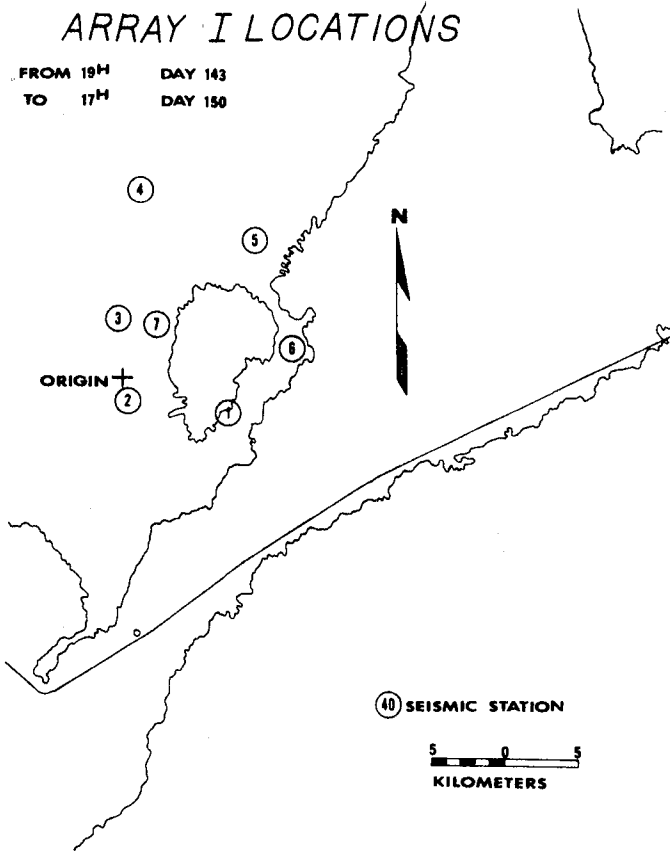 ARRAY I LOCATIONS
FROM 19H DAY 143
TO 17H DAY 150
4
5
N
3
7
6
ORIGIN
2
1
40 SEISMIC STATION
5 0 5
KILOMETERS